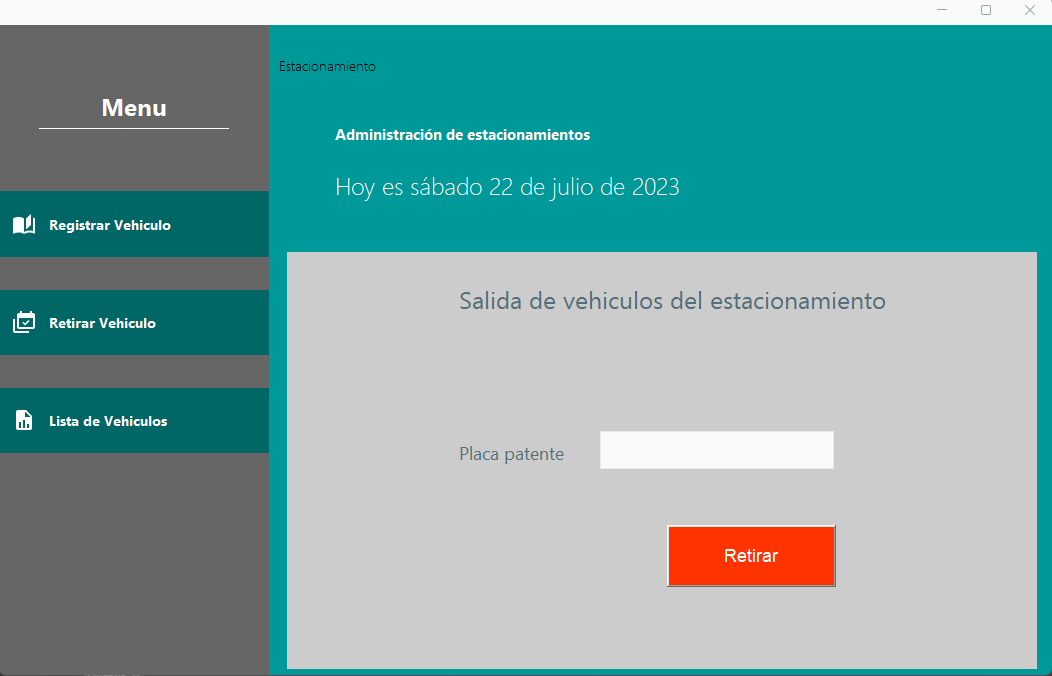 Estacionamiento
Menu
Administración de estacionamientos
Hoy es sábado 22 de julio de 2023
Registrar Vehiculo
Retirar Vehiculo
Lista de Vehiculos
Salida de vehiculos del estacionamiento
Placa patente
Retirar